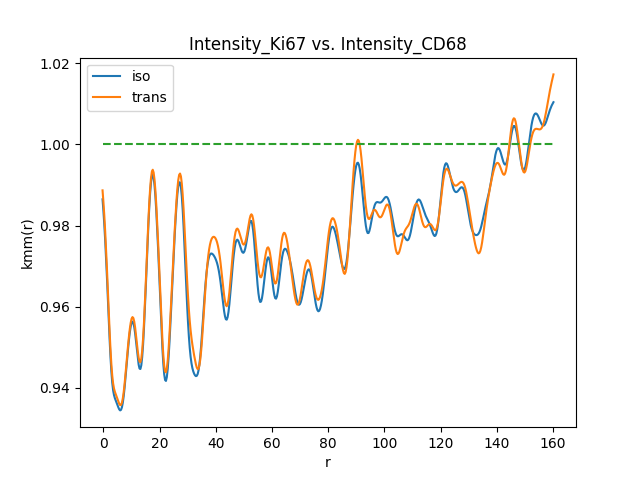 Intensity_Ki67 vs. Intensity_CD68
iso
trans
kmm(r)
1.02
1.00
0.98
0.96
0.94
0 20 40 60 80 100 120 140 160
r